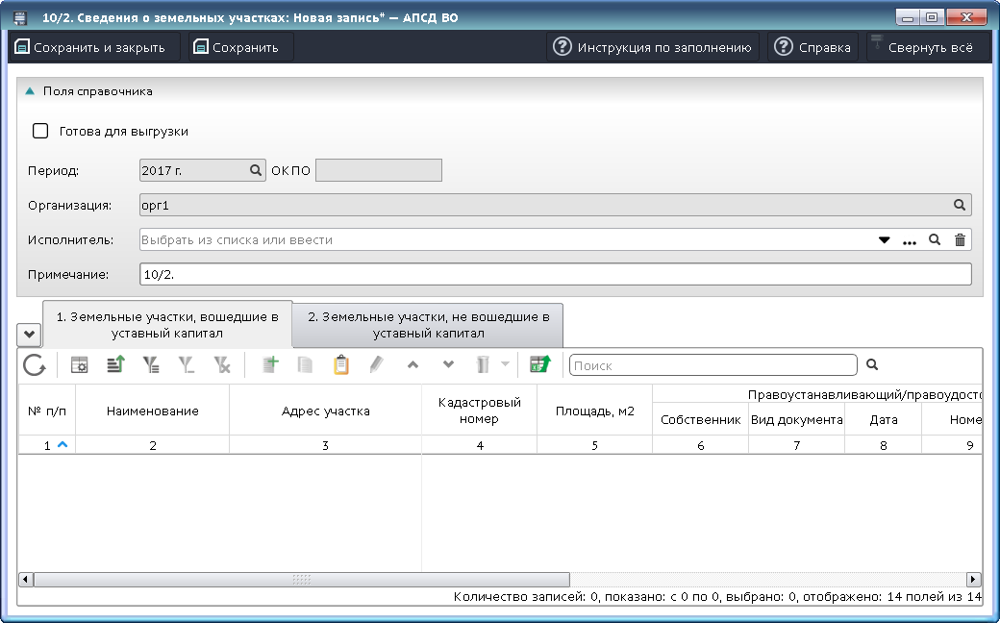 10/2. Сведения о земельных участках: Новая запись* — АПСД ВО
Сохранить и закрыть
Сохранить
Инструкция по заполнению
Справка
Свернуть всё
Поля справочника
Готова для выгрузки
Период: 2017 г. ОКПО
Организация: орг1
Исполнитель: Выбрать из списка или ввести
Примечание: 10/2.
1. Земельные участки, вошедшие в
уставный капитал
2. Земельные участки, не вошедшие в
уставный капитал
Поиск
№ п/п
Наименование
Адрес участка
Кадастровый
номер
Площадь, м2
Правоустанавливающий/правоудосто
Собственник
Вид документа
Дата
Номе
1 2 3 4 5 6 7 8 9
Количество записей: 0, показано: с 0 по 0, выбрано: 0, отображено: 14 полей из 14